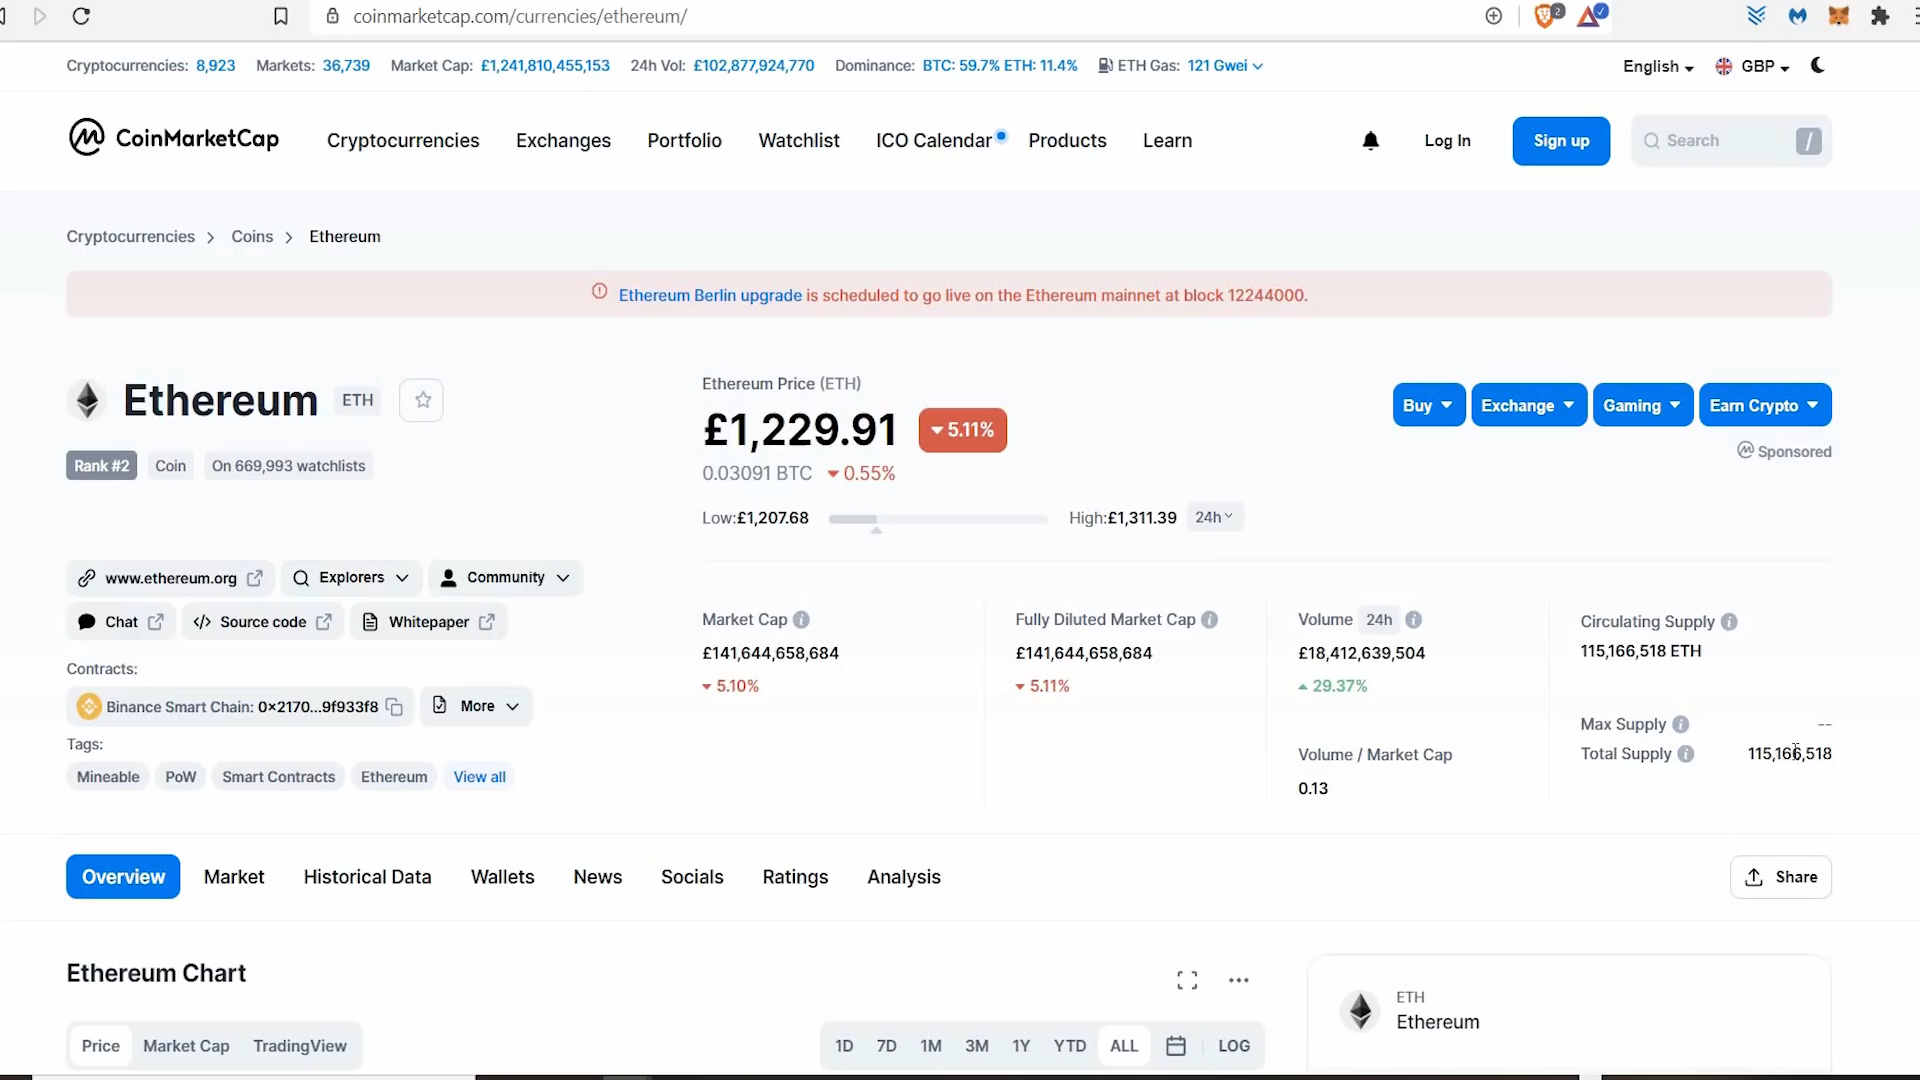 coinmarketcap.com/currencies/ethereum/
2
Cryptocurrencies: 8,923 Markets: 36,739 Market Cap: £1,241,810,455,153 24h Vol: £102,877,924,770 Dominance: BTC: 59.7% ETH: 11.4% ETH Gas: 121 Gwei English GBP
CoinMarketCap Cryptocurrencies Exchanges Portfolio Watchlist ICO Calendar Products Learn Log In Sign up Search /
Cryptocurrencies > Coins > Ethereum
Ethereum Berlin upgrade is scheduled to go live on the Ethereum mainnet at block 12244000.
Ethereum ETH
Rank #2 Coin On 669,993 watchlists
Ethereum Price (ETH)
£1,229.91 5.11%
0.03091 BTC 0.55%
Low:£1,207.68 High:£1,311.39 24h
Buy Exchange Gaming Earn Crypto
Sponsored
www.ethereum.org Explorers Community
Chat Source code Whitepaper
Contracts:
Binance Smart Chain: 0x2170...9f933f8 More
Tags:
Mineable PoW Smart Contracts Ethereum View all
Market Cap
£141,644,658,684
5.10%
Fully Diluted Market Cap
£141,644,658,684
5.11%
Volume 24h
£18,412,639,504
29.37%
Volume / Market Cap
0.13
Circulating Supply
115,166,518 ETH
Max Supply --
Total Supply 115,166,518
Overview Market Historical Data Wallets News Socials Ratings Analysis Share
Ethereum Chart
Price Market Cap TradingView 1D 7D 1M 3M 1Y YTD ALL LOG
ETH
Ethereum